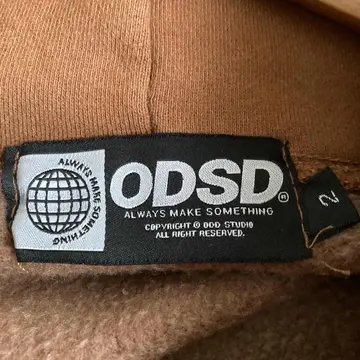 ALWAYS MAKE SOMETHING
ODSD®
ALWAYS MAKE SOMETHING
COPYRIGHT © ODD STUDIO
ALL RIGHT RESERVED.
2